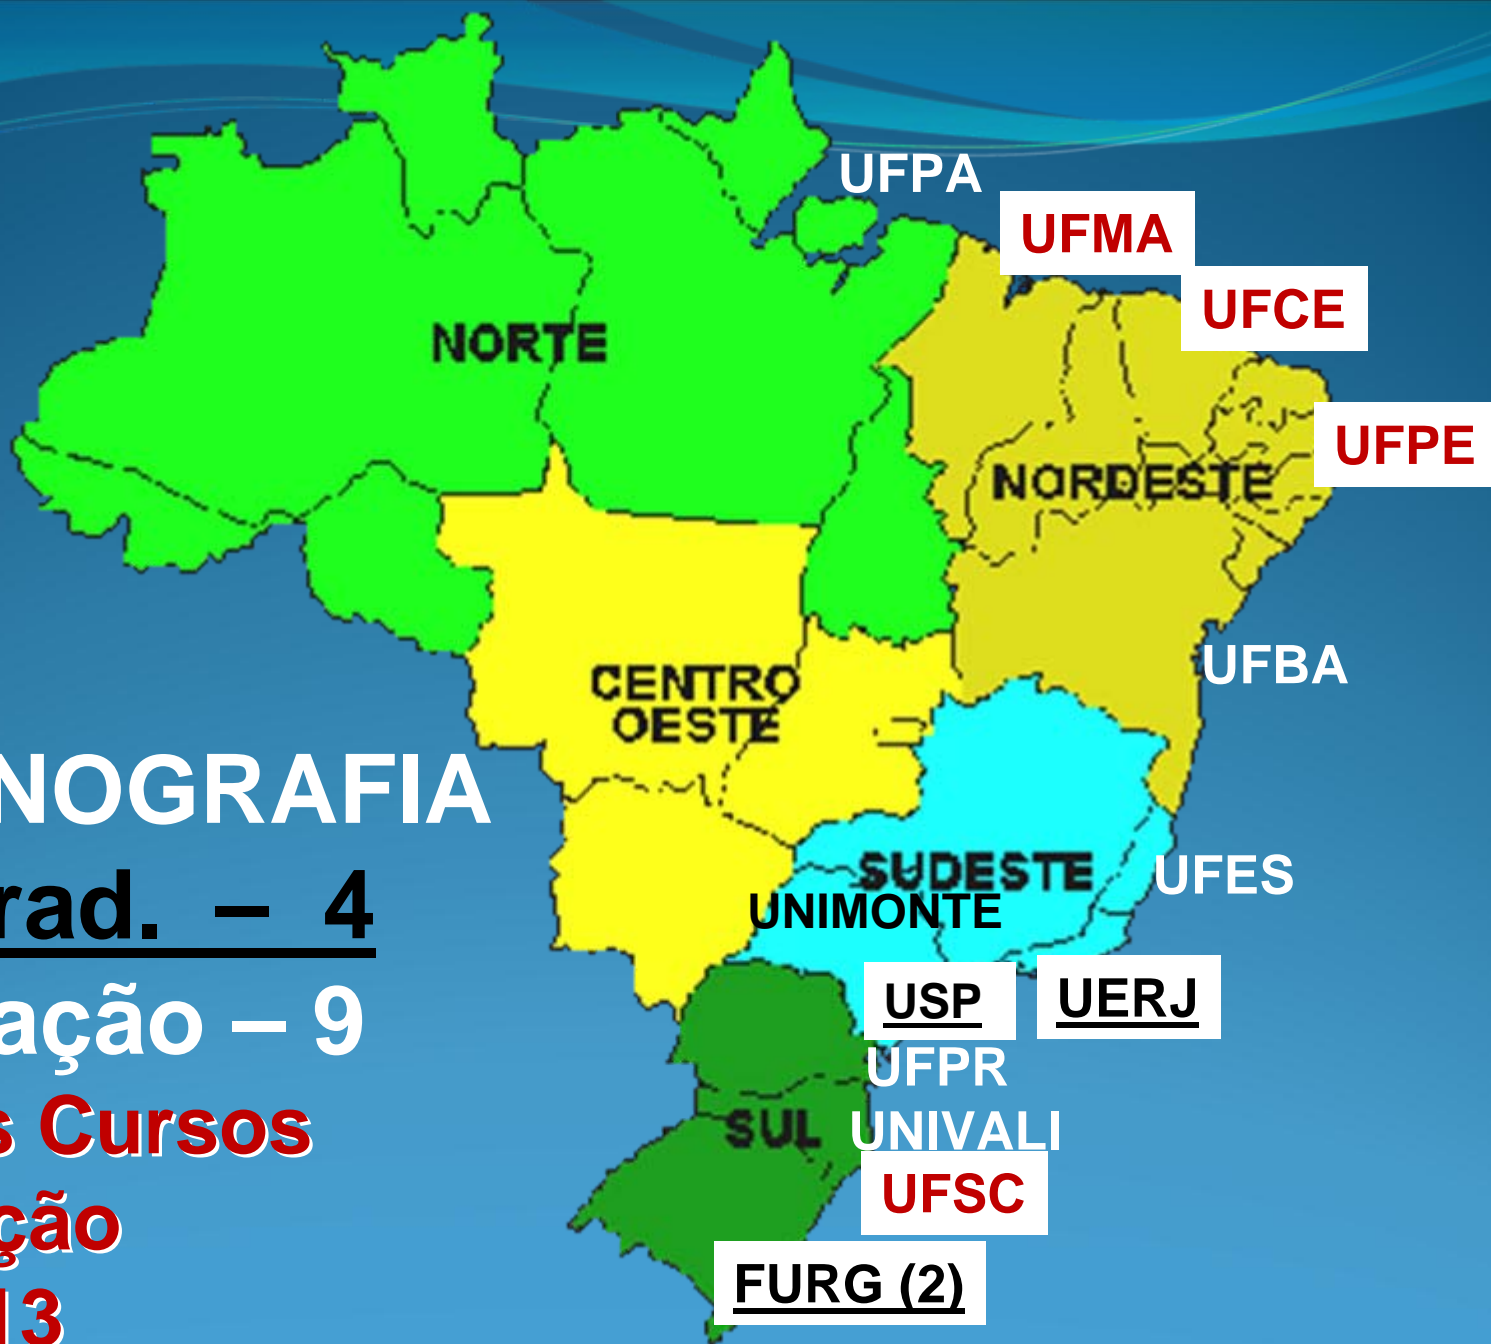 UFPA
UFMA
UFCE
NORTE
UFPE
NORDESTE
UFBA
CENTRO
OESTE
NOGRAFIA
SUDESTE
UFES
rad. – 4
UNIMONTE
USP
UERJ
ação – 9
UFPR
s Cursos
SUL
UNIVALI
UFSC
ção
FURG (2)
13